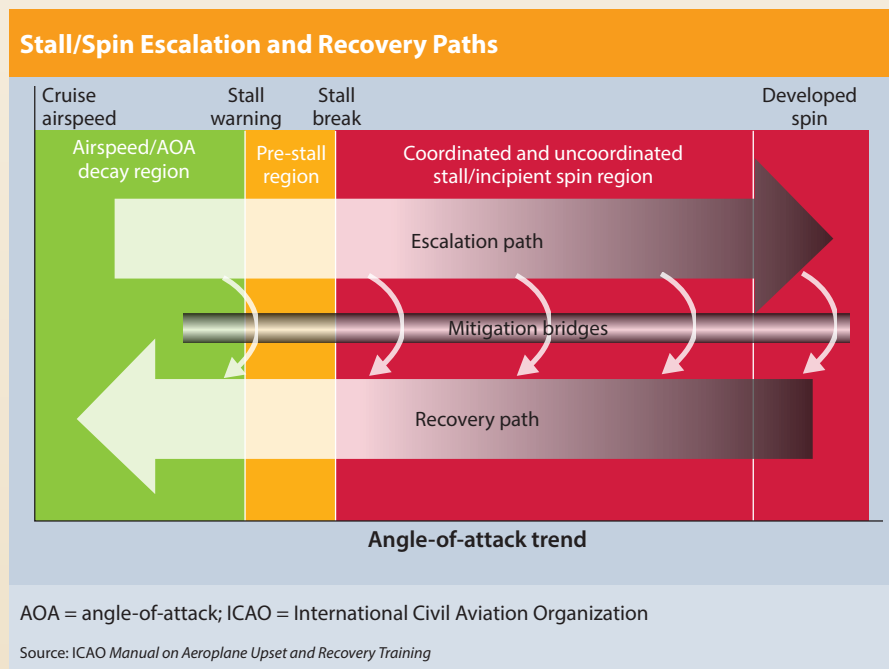 Stall/Spin Escalation and Recovery Paths
Cruise
airspeed
Stall
warning
Stall
break
Developed
spin
Airspeed/AOA
decay region
Pre-stall
region
Coordinated and uncoordinated
stall/incipient spin region
Escalation path
Mitigation bridges
Recovery path
Angle-of-attack trend
AOA = angle-of-attack; ICAO = International Civil Aviation Organization
Source: ICAO Manual on Aeroplane Upset and Recovery Training